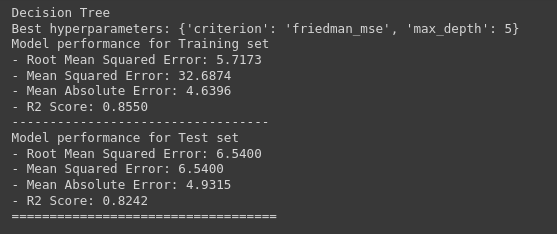 Decision Tree
Best hyperparameters: {'criterion': 'friedman_mse', 'max_depth': 5}
Model performance for Training set
- Root Mean Squared Error: 5.7173
- Mean Squared Error: 32.6874
- Mean Absolute Error: 4.6396
- R2 Score: 0.8550
----------------------------------
Model performance for Test set
- Root Mean Squared Error: 6.5400
- Mean Squared Error: 6.5400
- Mean Absolute Error: 4.9315
- R2 Score: 0.8242
===================================